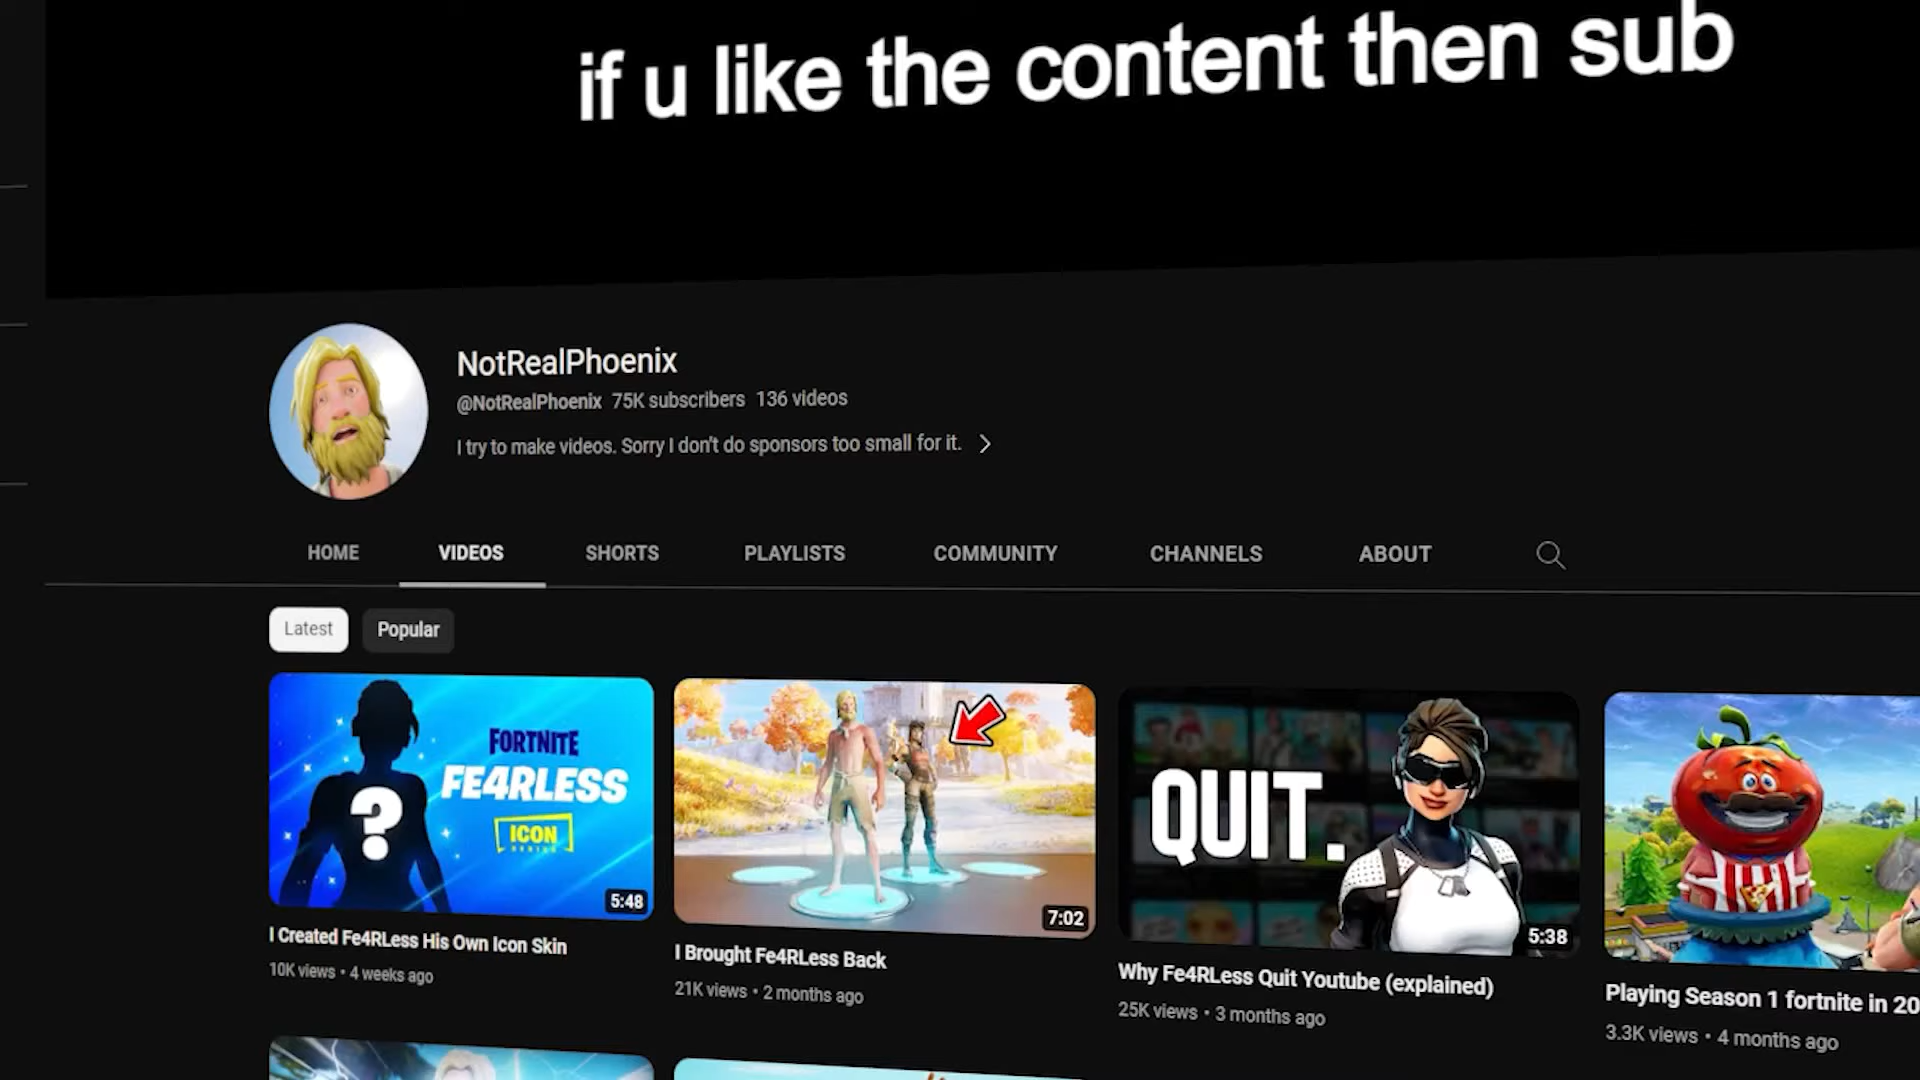 if u like the content then sub
NotRealPhoenix
@NotRealPhoenix 75K subscribers 136 videos
I try to make videos. Sorry I don't do sponsors too small for it.
HOME VIDEOS SHORTS PLAYLISTS COMMUNITY CHANNELS ABOUT
Latest Popular
FORTNITE
FE4RLESS
?
ICON
SERIES
5:48
7:02
QUIT.
5:38
I Created Fe4RLess His Own Icon Skin
10K views • 4 weeks ago
I Brought Fe4RLess Back
21K views • 2 months ago
Why Fe4RLess Quit Youtube (explained)
25K views • 3 months ago
Playing Season 1 fortnite in 20
3.3K views • 4 months ago